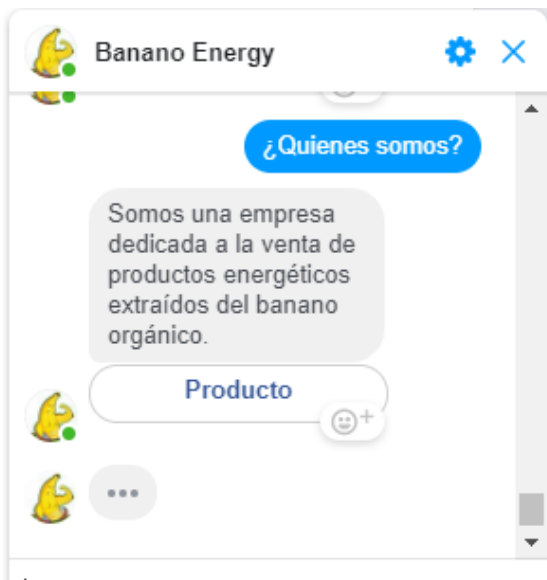 Banano Energy
¿Quienes somos?
Somos una empresa
dedicada a la venta de
productos energéticos
extraídos del banano
orgánico.
Producto